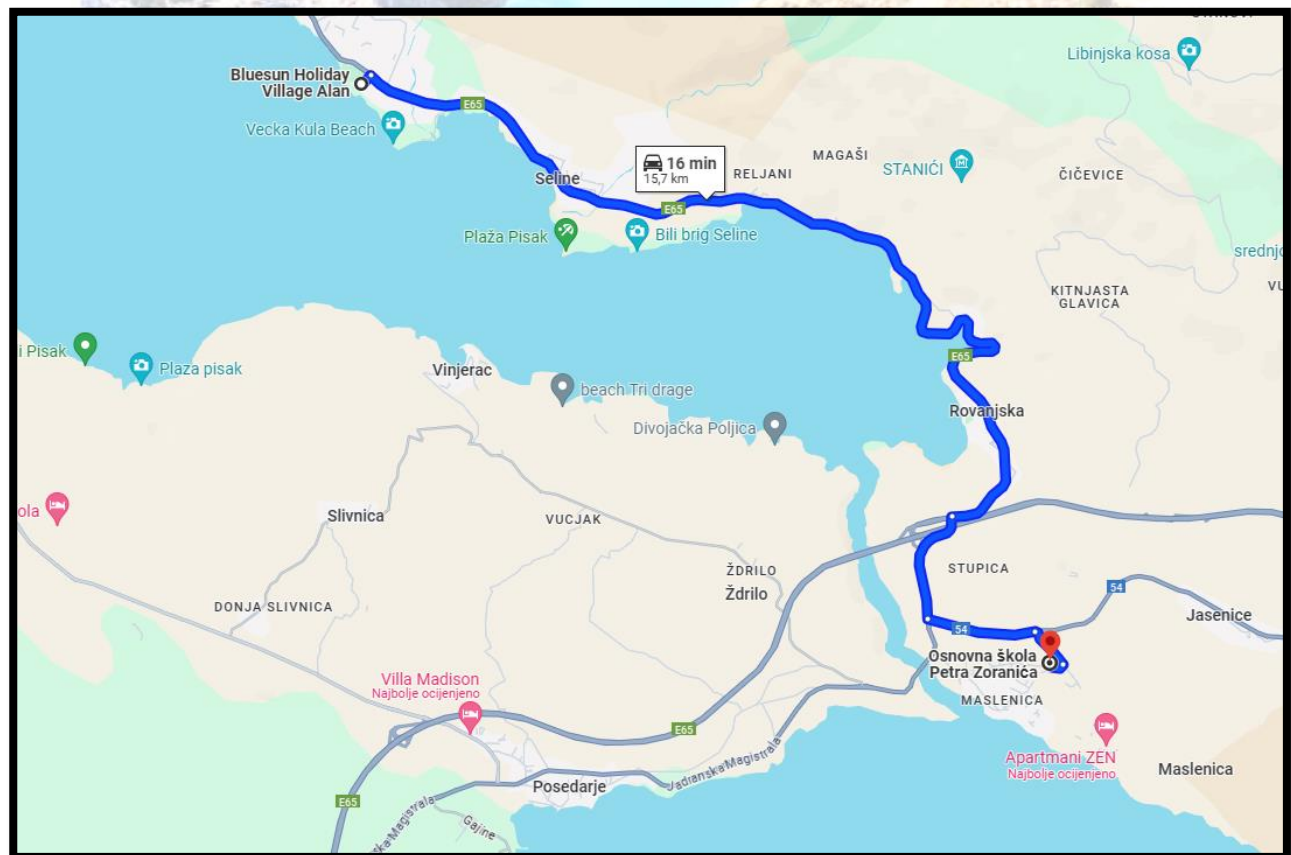 Libinjska kosa
Bluesun Holiday
Village Alan
E65
Vecka Kula Beach
16 min
15,7 km
MAGAŠI
RELJANI
STANIĆI
ČIČEVICE
Seline
E65
Plaža Pisak
Bili brig Seline
srednjo
KITNJASTA
GLAVICA
VU
i Pisak
Plaza pisak
Vinjerac
E65
beach Tri drage
Rovanjska
Divojačka Poljica
ola
Slivnica
VUCJAK
ŽDRILO
Ždrilo
STUPICA
54
DONJA SLIVNICA
Jasenice
54
Osnovna škola
Petra Zoranića
Villa Madison
Najbolje ocijenjeno
MASLENICA
E65
Apartmani ZEN
Najbolje ocijenjeno
Maslenica
Jadranska Magistrala
Posedarje
E65
Magistrala
Gajine